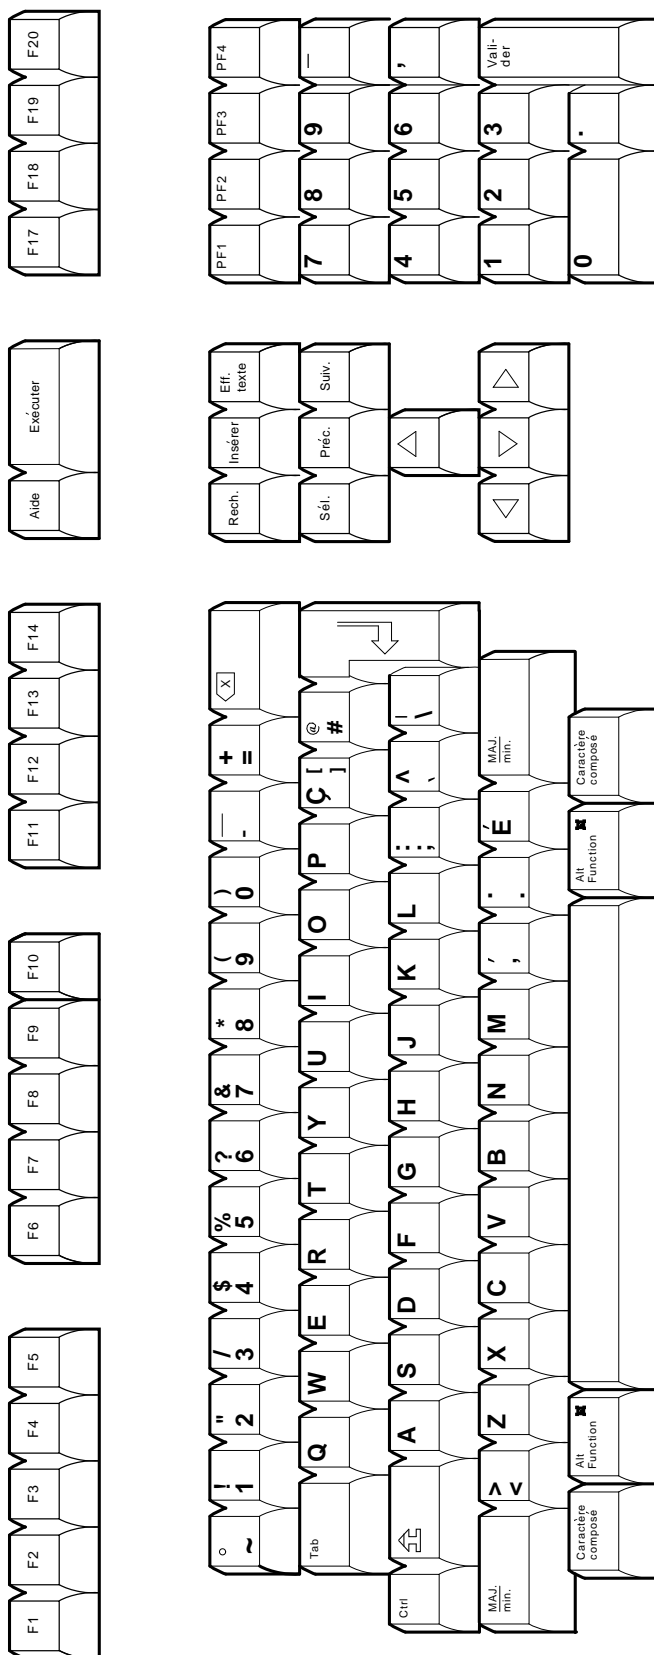 F1 F2 F3 F4 F5 F6 F7 F8 F9 F10 F11 F12 F13 F14 Aide Exécuter F17 F18 F19 F20
° ! " / $ % ? & * ( ) _ +
~ 1 2 3 4 5 6 7 8 9 0 - = X
Rech. Insérer Eff.
texte
PF1 PF2 PF3 PF4
Tab Q W E R T Y U I O P Ç [ @
] #
Sél. Préc. Suiv.
7 8 9 –
Ctrl A S D F G H J K L : ^ |
; ` \
4 5 6 ,
MAJ.
min.
> Z X C V B N M ' . É
< , .
MAJ.
min.
1 2 3 Vali-
der
Caractère
composé
Alt
Function
Alt
Function
Caractère
composé
0 .